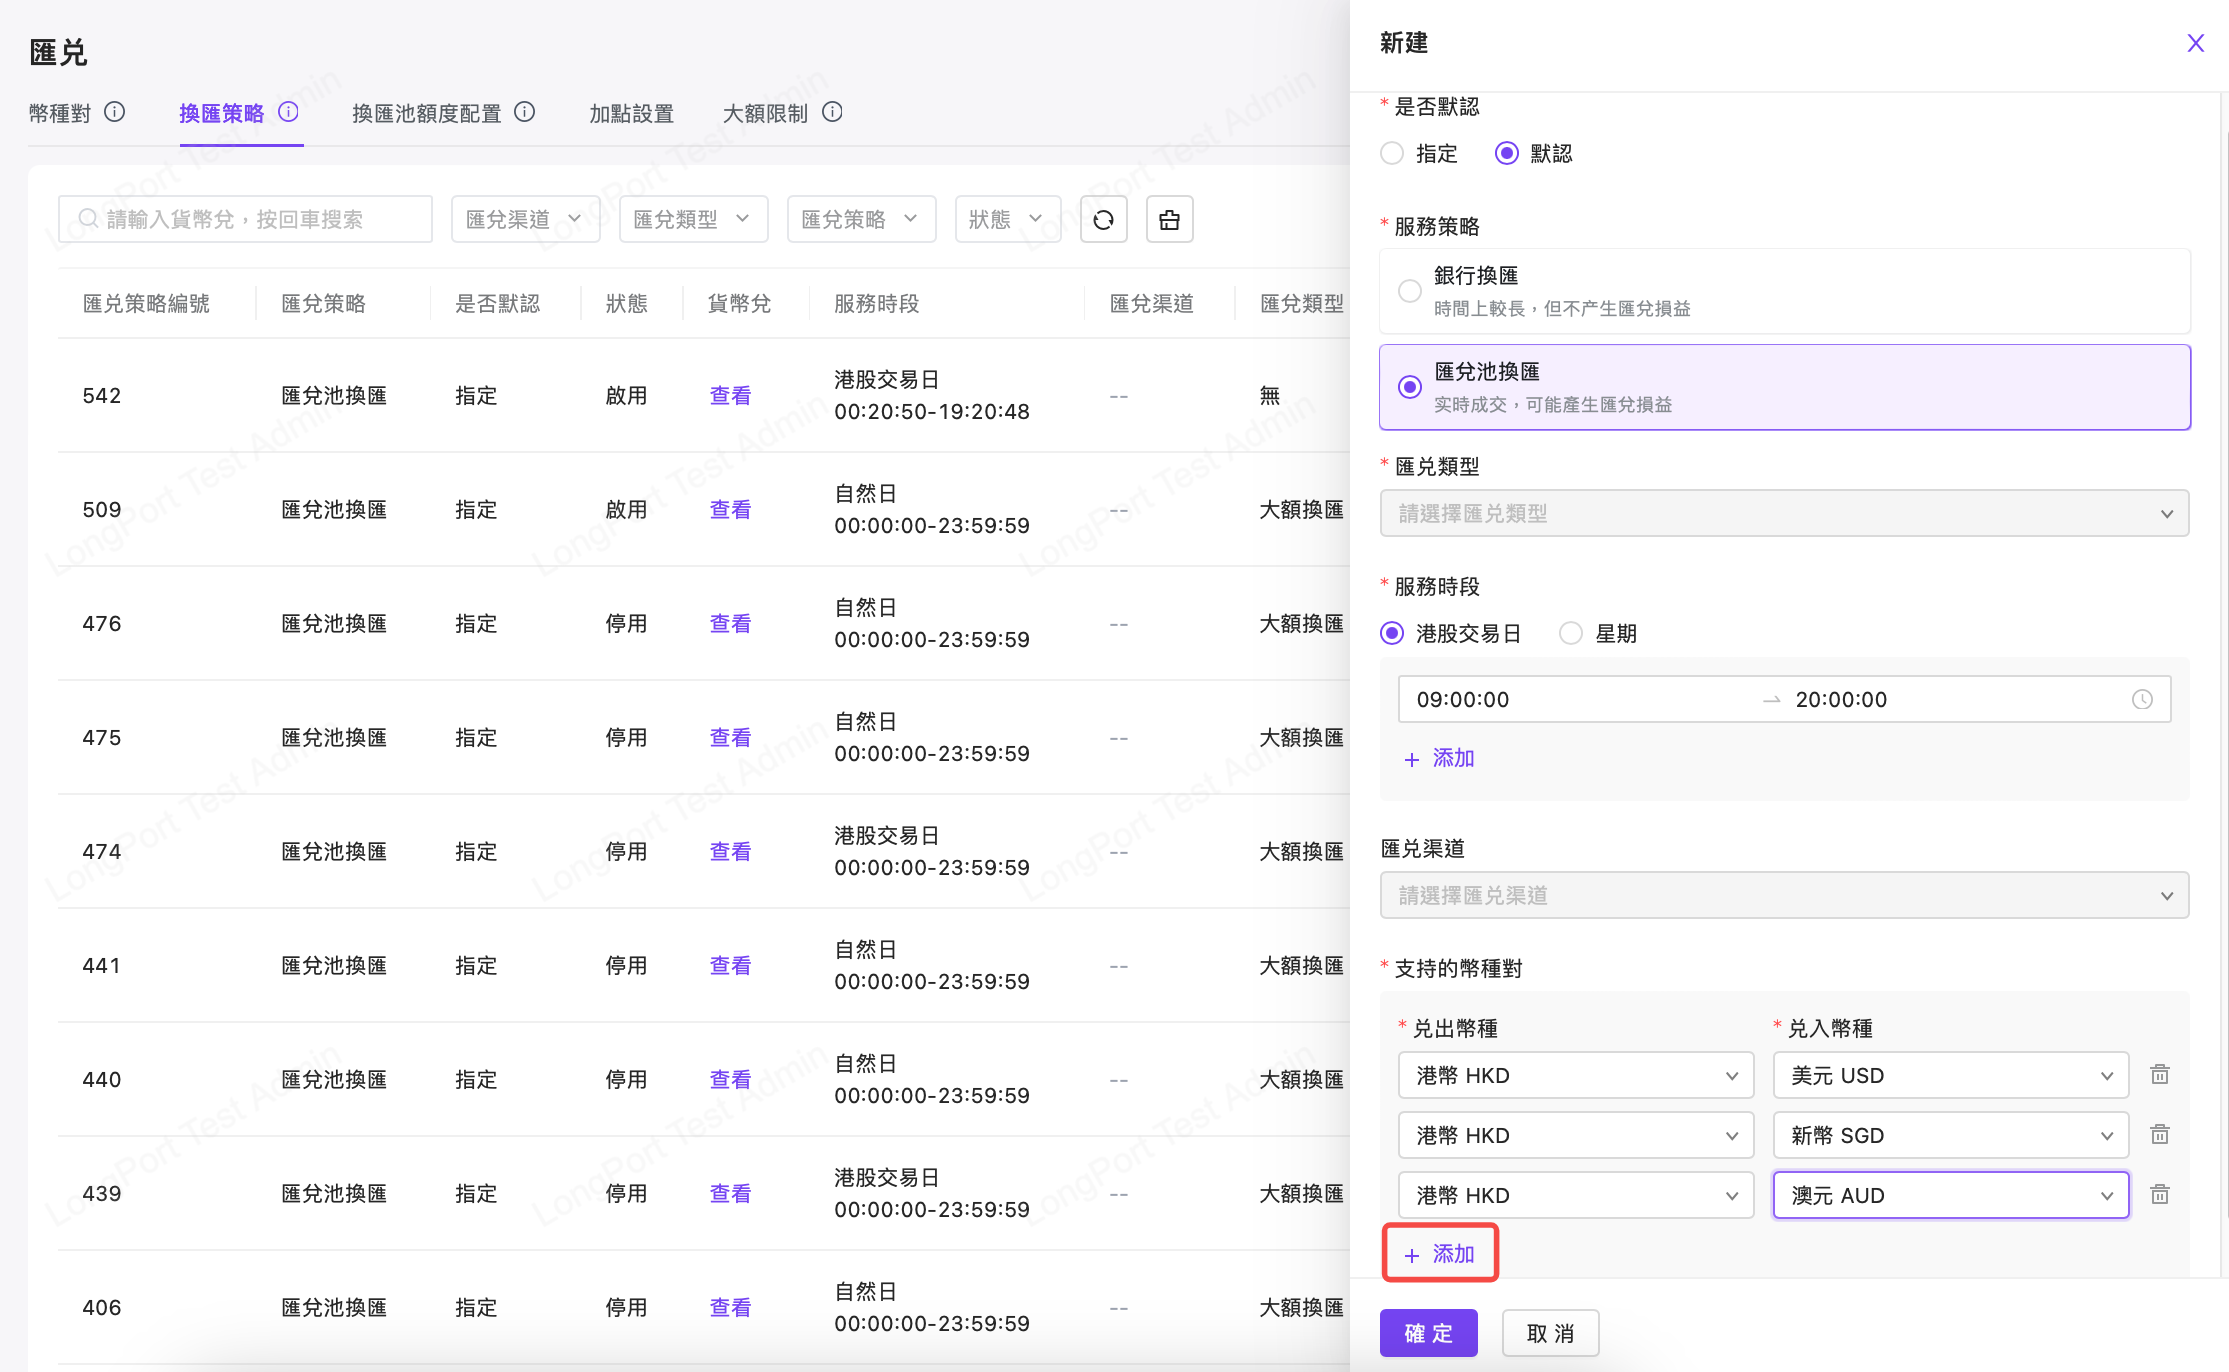 匯兑
幣種對
換匯策略
換匯池額度配置
加點設置
大額限制
請輸入貨幣兌，按回車搜索
匯兌渠道
匯兌類型
匯兌策略
狀態
匯兑策略編號 匯兌策略 是否默認 狀態 貨幣兌 服務時段 匯兌渠道 匯兌類型
542 匯兌池換匯 指定 啟用 查看 港股交易日 -- 無
00:20:50-19:20:48
509 匯兌池換匯 指定 啟用 查看 自然日 -- 大額換匯
00:00:00-23:59:59
476 匯兌池換匯 指定 停用 查看 自然日 -- 大額換匯
00:00:00-23:59:59
475 匯兌池換匯 指定 停用 查看 自然日 -- 大額換匯
00:00:00-23:59:59
474 匯兌池換匯 指定 停用 查看 港股交易日 -- 大額換匯
00:00:00-23:59:59
441 匯兌池換匯 指定 停用 查看 自然日 -- 大額換匯
00:00:00-23:59:59
440 匯兌池換匯 指定 停用 查看 自然日 -- 大額換匯
00:00:00-23:59:59
439 匯兌池換匯 指定 停用 查看 港股交易日 -- 大額換匯
00:00:00-23:59:59
406 匯兌池換匯 指定 停用 查看 自然日 -- 大額換匯
00:00:00-23:59:59
LongPort Test Admin
新建
* 是否默認
指定 默認
* 服務策略
銀行換匯
時間上較長，但不产生匯兌損益
匯兌池換匯
实時成交，可能產生匯兌損益
* 匯兑類型
請選擇匯兑類型
* 服務時段
港股交易日 星期
09:00:00 → 20:00:00
+ 添加
匯兑渠道
請選擇匯兑渠道
* 支持的幣種對
* 兑出幣種 * 兑入幣種
港幣 HKD 美元 USD
港幣 HKD 新幣 SGD
港幣 HKD 澳元 AUD
+ 添加
確 定 取 消